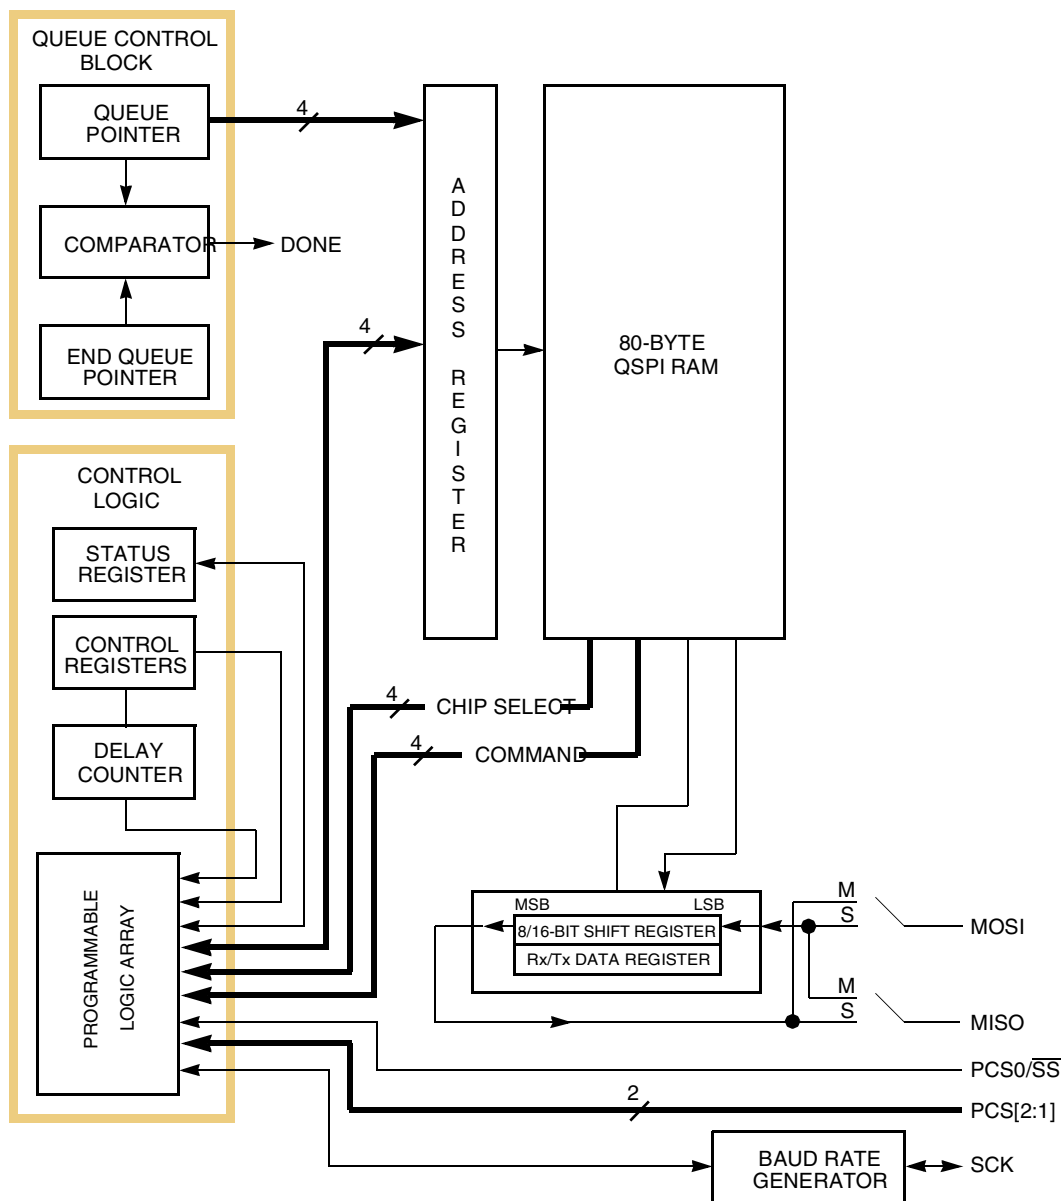 QUEUE CONTROL
BLOCK
QUEUE
POINTER
4
COMPARATOR
DONE
END QUEUE
POINTER
4
ADDRESS REGISTER
80-BYTE
QSPI RAM
CONTROL
LOGIC
STATUS
REGISTER
CONTROL
REGISTERS
DELAY
COUNTER
PROGRAMMABLE
LOGIC ARRAY
4
CHIP SELECT
4
COMMAND
MSB
LSB
8/16-BIT SHIFT REGISTER
Rx/Tx DATA REGISTER
M
S
MOSI
M
S
MISO
PCS0/S̅S̅
2
PCS[2:1]
BAUD RATE
GENERATOR
SCK